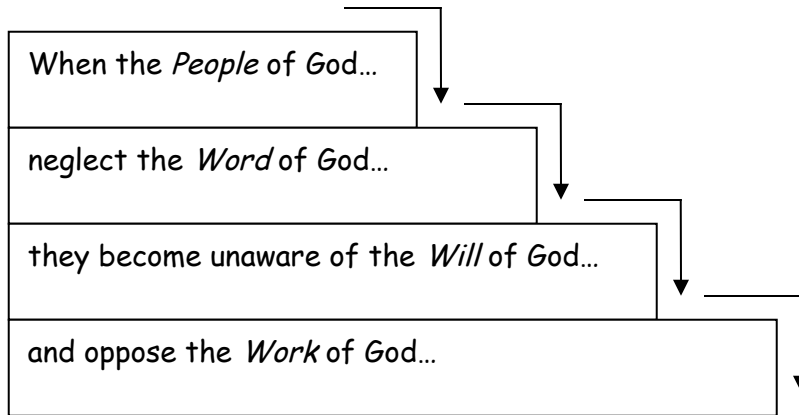 When the People of God…
neglect the Word of God…
they become unaware of the Will of God…
and oppose the Work of God…